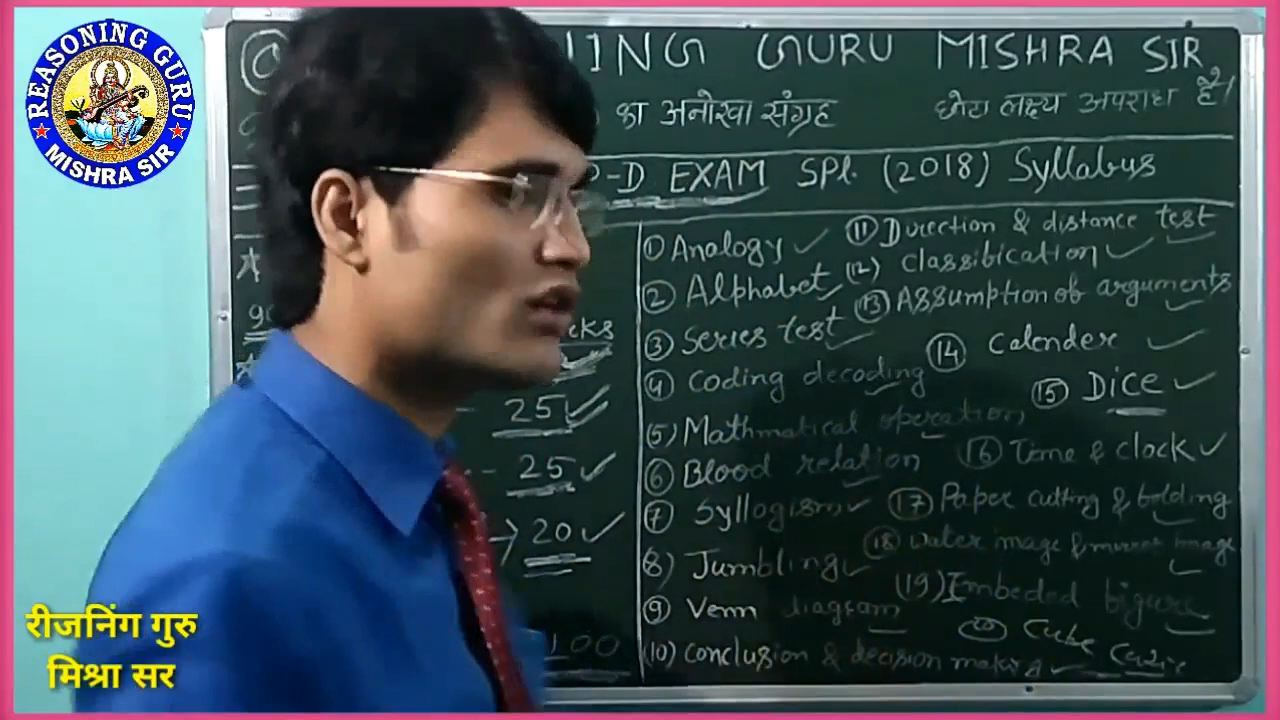 REASONING GURU
MISHRA SIR
ING GURU MISHRA SIR
का अनोखा संग्रह छोटा लक्ष्य अपराध है।
P-D EXAM SPl. (2018) Syllabus
① Analogy
② Alphabet
③ Series test
④ Coding decoding
(5) Mathmatical operation
⑥ Blood relation
⑦ Syllogism
8) Jumbling
⑨ Venn diagram
(10) Conclusion & decision making
⑪ Direction & distance test
(12) classification
⑬ Assumption of arguments
⑭ Calender
⑮ Dice
⑯ Time & clock
⑰ Paper cutting & folding
⑱ water image & mirror image
(19) Embeded figure
⑳ Cube
25
25
→ 20
100
रीजनिंग गुरु
मिश्रा सर